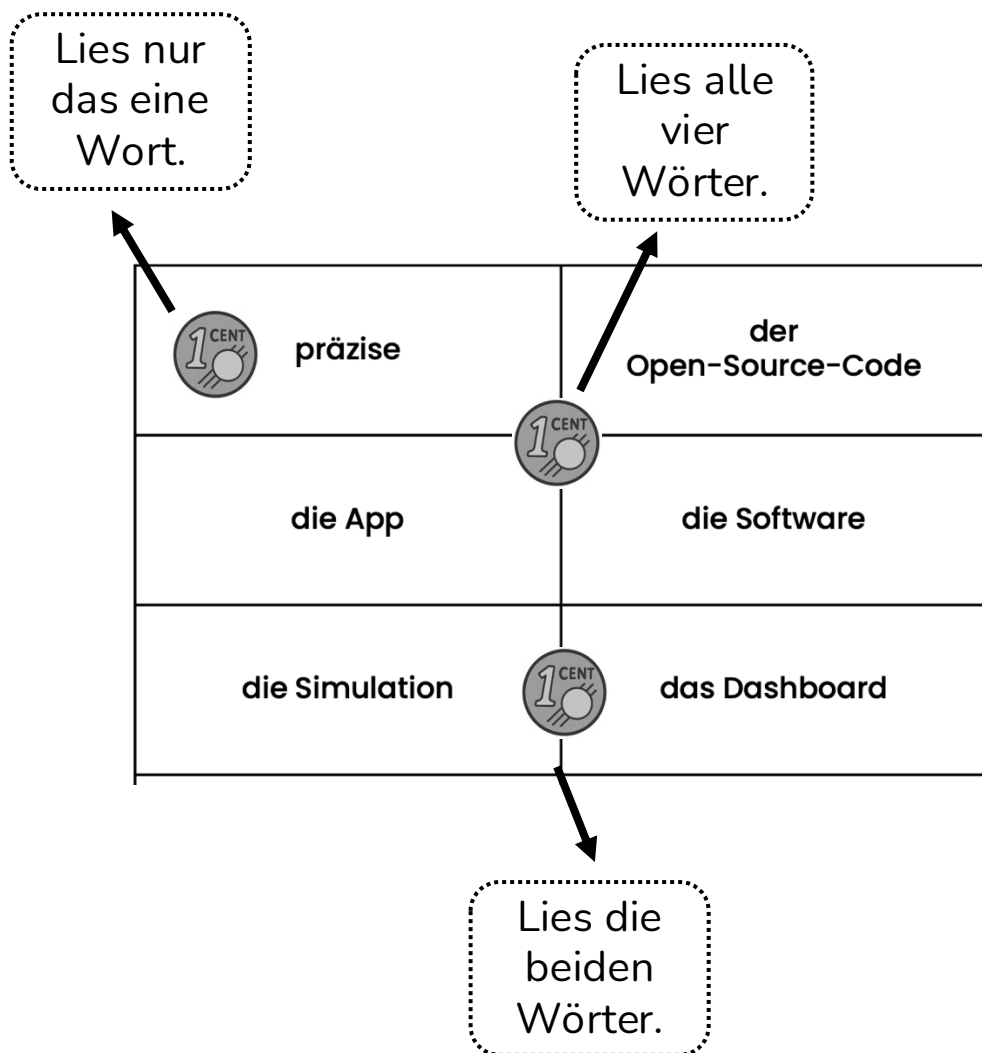 Lies nur
das eine
Wort.
Lies alle
vier
Wörter.
1 CENT
präzise
der
Open-Source-Code
1 CENT
die App
die Software
die Simulation
1 CENT
das Dashboard
Lies die
beiden
Wörter.